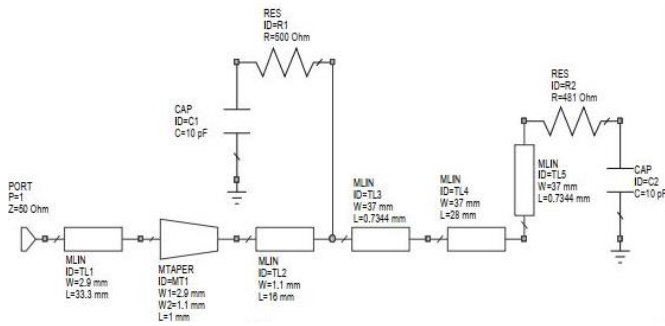 RES
ID=R1
R=500 Ohm
CAP
ID=C1
C=10 pF
RES
ID=R2
R=481 Ohm
MLIN
ID=TL5
W=37 mm
L=0.7344 mm
CAP
ID=C2
C=10 pF
PORT
P=1
Z=50 Ohm
MLIN
ID=TL3
W=37 mm
L=0.7344 mm
MLIN
ID=TL4
W=37 mm
L=28 mm
MLIN
ID=TL1
W=2.9 mm
L=33.3 mm
MTAPER
ID=MT1
W1=2.9 mm
W2=1.1 mm
L=1 mm
MLIN
ID=TL2
W=1.1 mm
L=16 mm